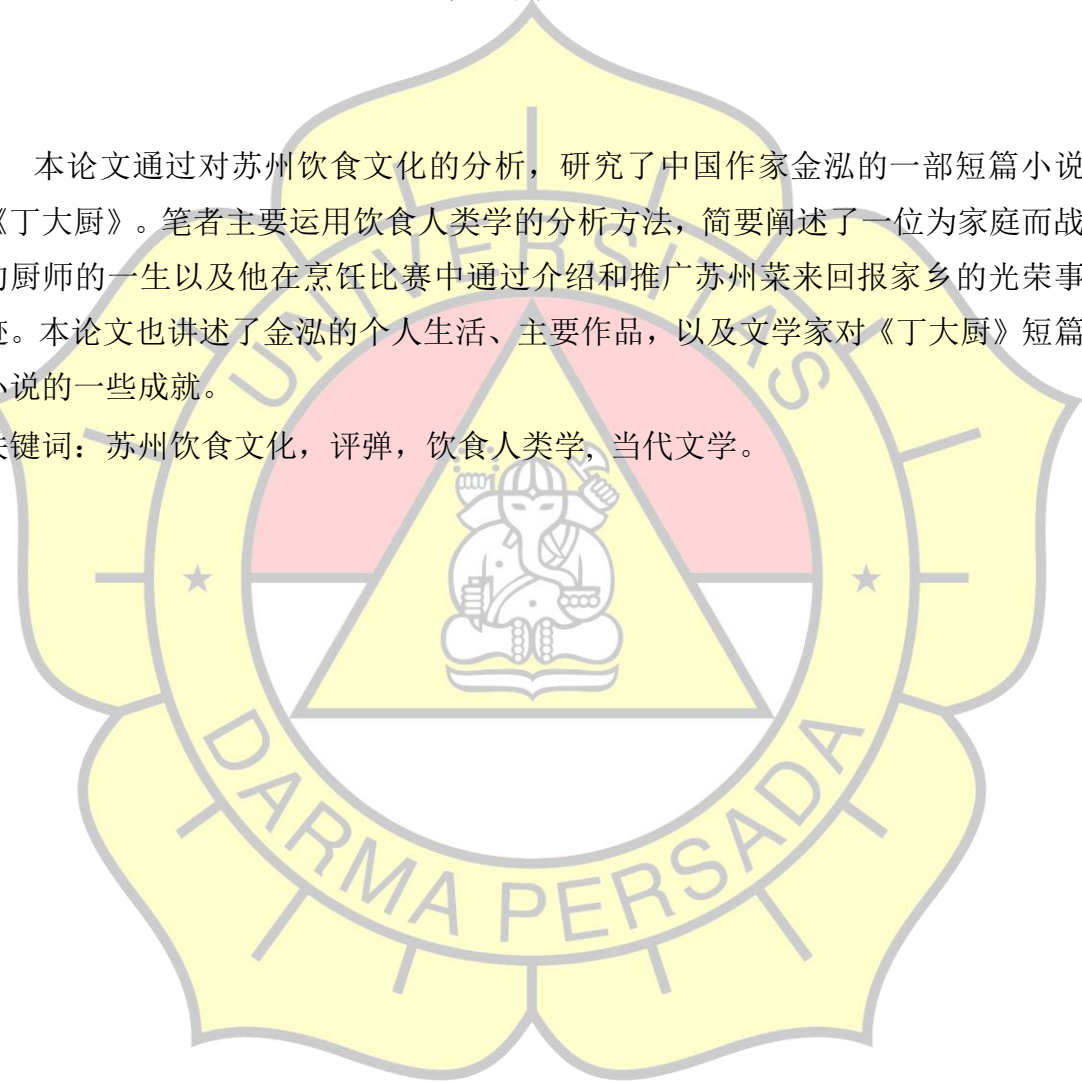 本论文通过对苏州饮食文化的分析，研究了中国作家金泓的一部短篇小说
《丁大厨》。笔者主要运用饮食人类学的分析方法，简要阐述了一位为家庭而战
的厨师的一生以及他在烹饪比赛中通过介绍和推广苏州菜来回报家乡的光荣事
迹。本论文也讲述了金泓的个人生活、主要作品，以及文学家对《丁大厨》短篇
小说的一些成就。
关键词：苏州饮食文化，评弹，饮食人类学, 当代文学。
UNIVERSITAS
DARMA PERSADA